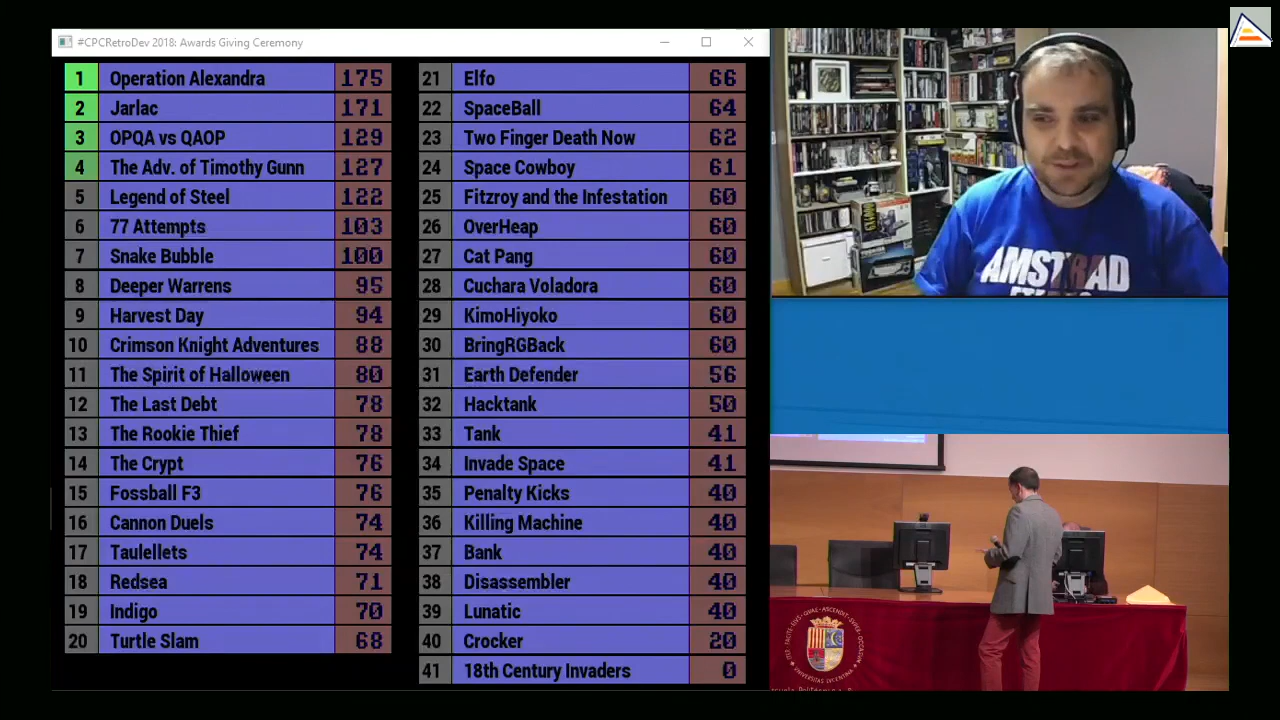 #CPCRetroDev 2018: Awards Giving Ceremony
1 Operation Alexandra 175
2 Jarlac 171
3 OPQA vs QAOP 129
4 The Adv. of Timothy Gunn 127
5 Legend of Steel 122
6 77 Attempts 103
7 Snake Bubble 100
8 Deeper Warrens 95
9 Harvest Day 94
10 Crimson Knight Adventures 88
11 The Spirit of Halloween 80
12 The Last Debt 78
13 The Rookie Thief 78
14 The Crypt 76
15 Fossball F3 76
16 Cannon Duels 74
17 Taulellets 74
18 Redsea 71
19 Indigo 70
20 Turtle Slam 68
21 Elfo 66
22 SpaceBall 64
23 Two Finger Death Now 62
24 Space Cowboy 61
25 Fitzroy and the Infestation 60
26 OverHeap 60
27 Cat Pang 60
28 Cuchara Voladora 60
29 KimoHiyoko 60
30 BringRGBack 60
31 Earth Defender 56
32 Hacktank 50
33 Tank 41
34 Invade Space 41
35 Penalty Kicks 40
36 Killing Machine 40
37 Bank 40
38 Disassembler 40
39 Lunatic 40
40 Crocker 20
41 18th Century Invaders 0
AMSTRAD